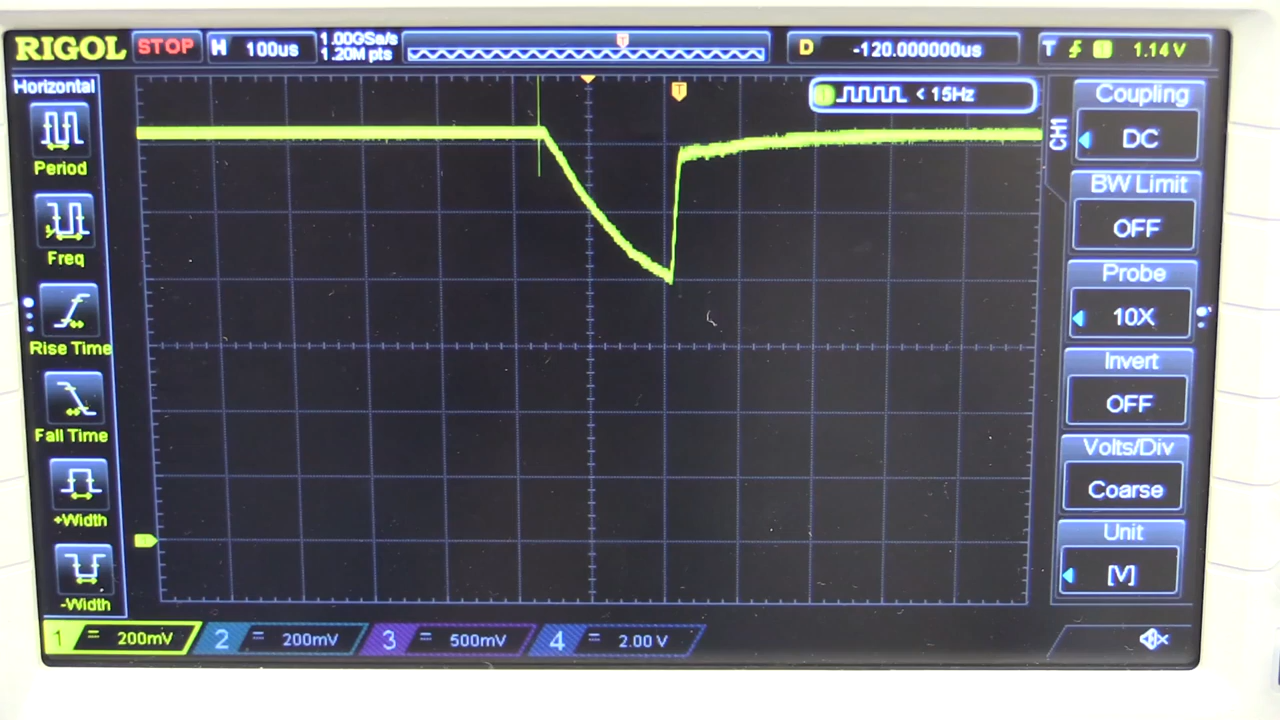 RIGOL STOP H 100us 1.00GSa/s 1.20M pts D -120.000000us T 1 1.14 V
Horizontal
Period
Freq
Rise Time
Fall Time
+Width
-Width
T
T
1 < 15Hz
CH1
Coupling
DC
BW Limit
OFF
Probe
10X
Invert
OFF
Volts/Div
Coarse
Unit
[V]
1 = 200mV 2 = 200mV 3 = 500mV 4 = 2.00 V